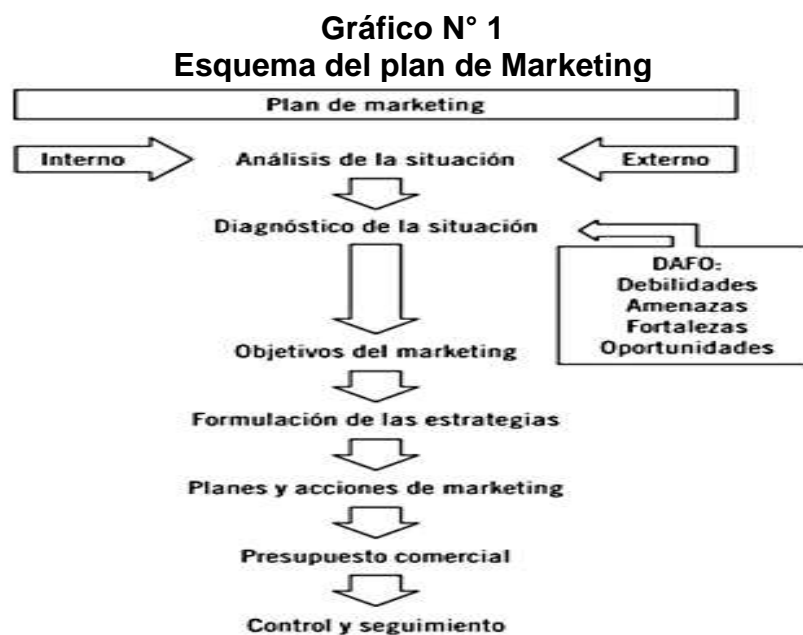 Gráfico N° 1
Esquema del plan de Marketing
Plan de marketing
Interno
Análisis de la situación
Externo
Diagnóstico de la situación
DAFO:
Debilidades
Amenazas
Fortalezas
Oportunidades
Objetivos del marketing
Formulación de las estrategias
Planes y acciones de marketing
Presupuesto comercial
Control y seguimiento